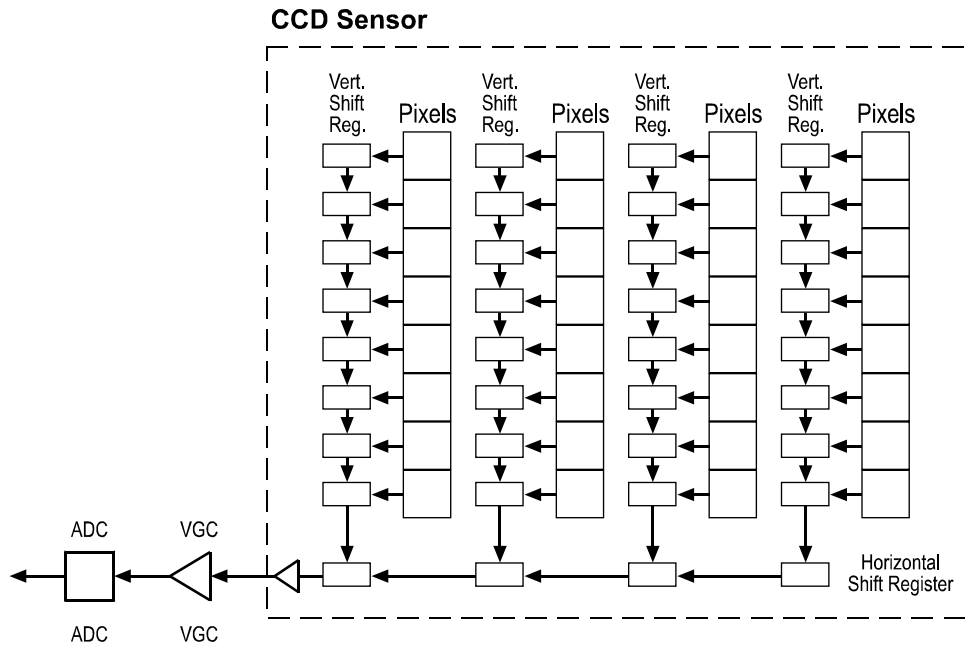 CCD Sensor
Vert.
Shift
Reg.
Pixels
Vert.
Shift
Reg.
Pixels
Vert.
Shift
Reg.
Pixels
Vert.
Shift
Reg.
Pixels
ADC
VGC
Horizontal
Shift Register
ADC
VGC